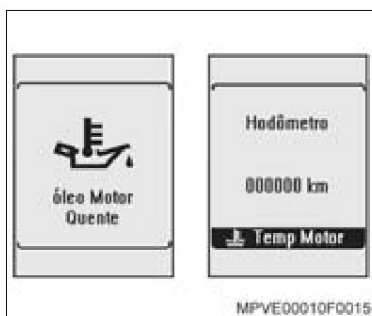 óleo Motor
Quente
Hodômetro
000000 km
Temp Motor
MPVE00010F0015